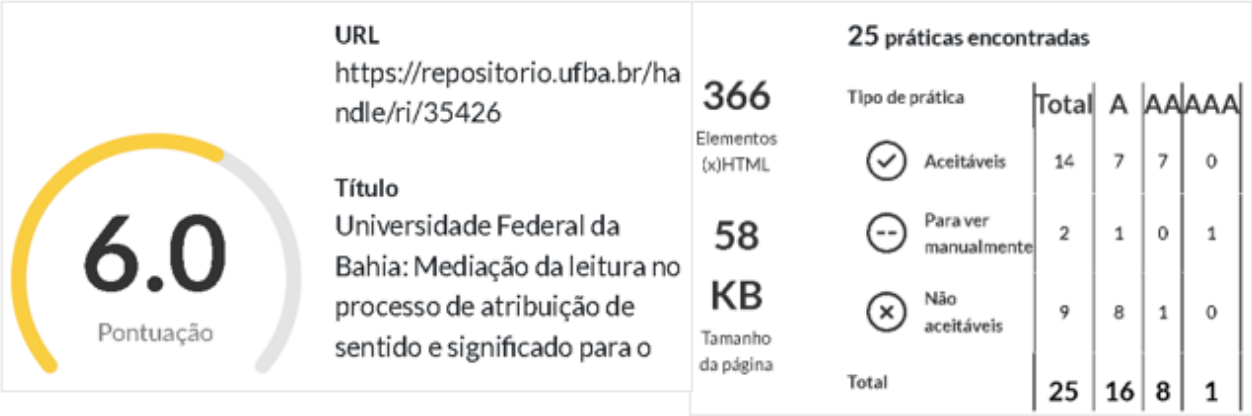 6.0
Pontuação
URL
https://repositorio.ufba.br/ha
ndle/ri/35426
Título
Universidade Federal da
Bahia: Mediação da leitura no
processo de atribuição de
sentido e significado para o
366
Elementos
(x)HTML
58
KB
Tamanho
da página
25 práticas encontradas
Tipo de prática Total A AA AAA
Aceitáveis 14 7 7 0
Para ver
manualmente 2 1 0 1
Não
aceitáveis 9 8 1 0
Total 25 16 8 1